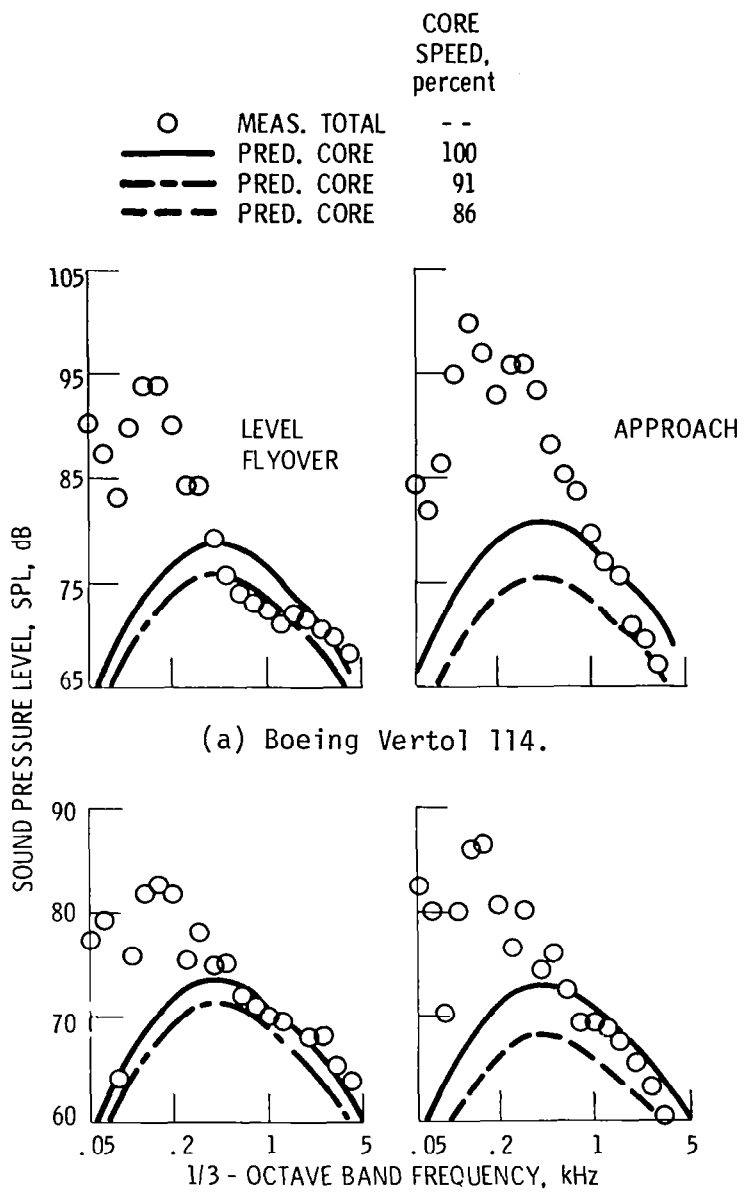 CORE
SPEED,
percent
MEAS. TOTAL - -
PRED. CORE 100
PRED. CORE 91
PRED. CORE 86
SOUND PRESSURE LEVEL, SPL, dB
105
95
85
75
65
LEVEL
FLYOVER
APPROACH
(a) Boeing Vertol 114.
90
80
70
60
.05 .2 1 5 .05 .2 1 5
1/3 - OCTAVE BAND FREQUENCY, kHz